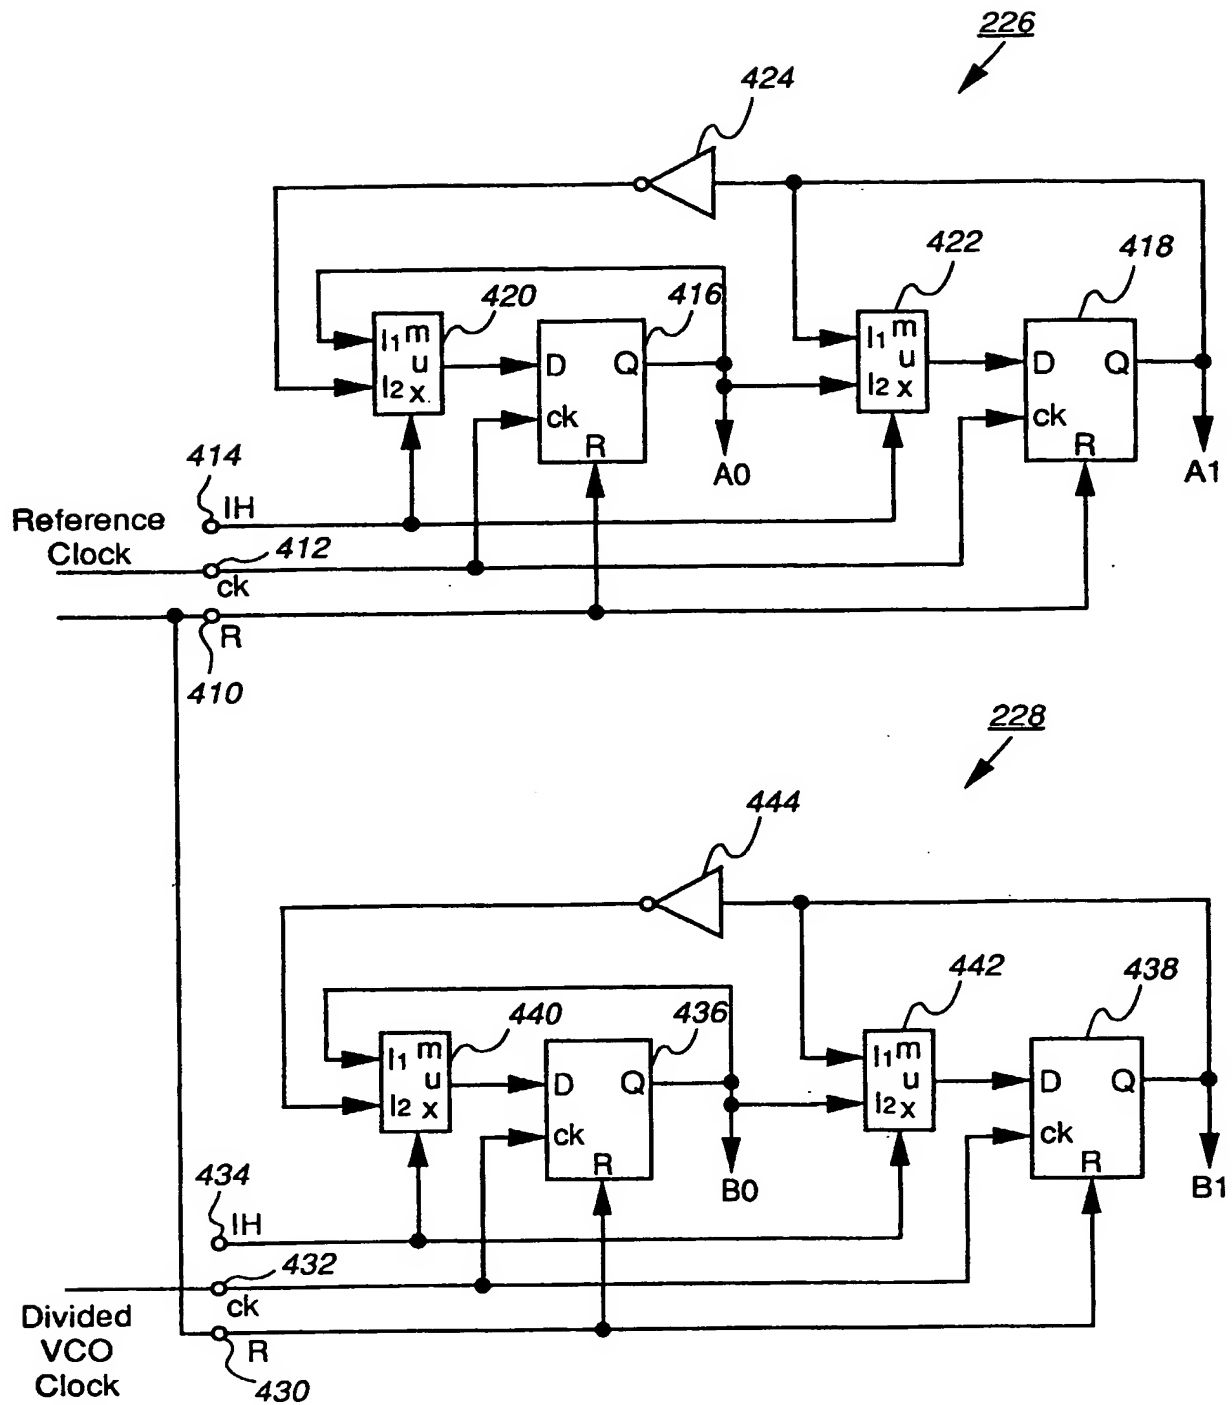 226
424
422
418
420
416
I1 m
u
I2 x
D Q
ck
R
I1 m
u
I2 x
D Q
ck
R
A0
A1
414
IH
Reference
Clock
412
ck
R
410
228
444
442
438
440
436
I1 m
u
I2 x
D Q
ck
R
I1 m
u
I2 x
D Q
ck
R
B0
B1
434
IH
432
ck
Divided
VCO
Clock
R
430